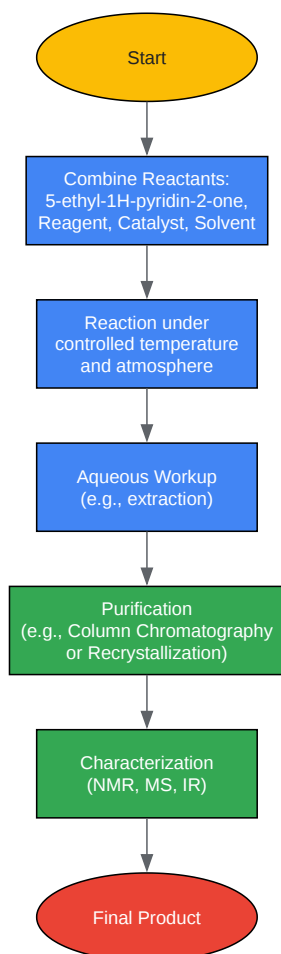 Start
Combine Reactants:
5-ethyl-1H-pyridin-2-one,
Reagent, Catalyst, Solvent
Reaction under
controlled temperature
and atmosphere
Aqueous Workup
(e.g., extraction)
Purification
(e.g., Column Chromatography
or Recrystallization)
Characterization
(NMR, MS, IR)
Final Product